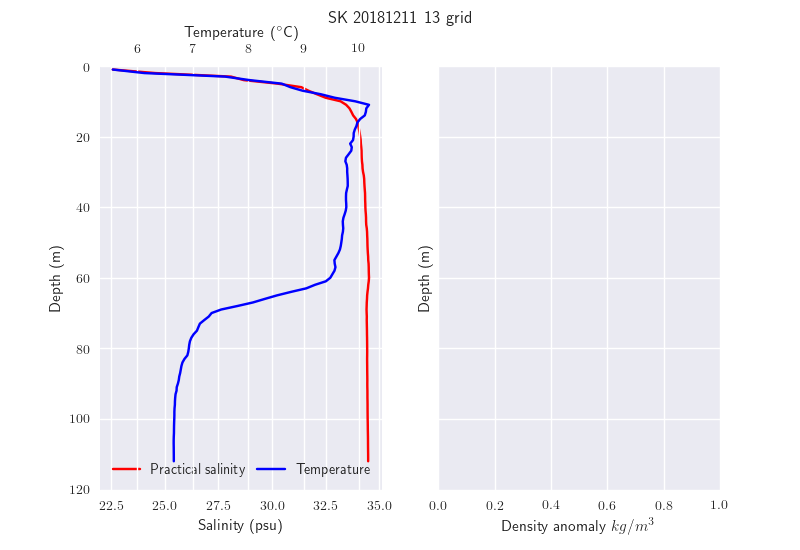 SK 20181211 13 grid
Temperature (°C)
6 7 8 9 10
0
20
40
60
80
100
120
Depth (m)
Practical salinity Temperature
22.5 25.0 27.5 30.0 32.5 35.0
Salinity (psu)
Depth (m)
0.0 0.2 0.4 0.6 0.8 1.0
Density anomaly kg/m³